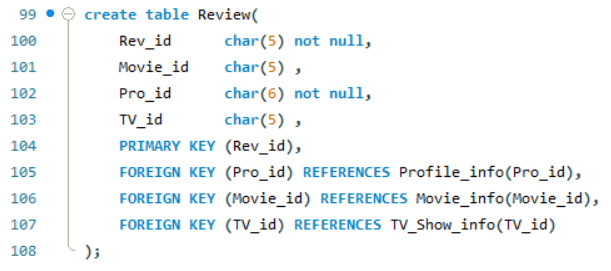 99 create table Review(
100 Rev_id char(5) not null,
101 Movie_id char(5) ,
102 Pro_id char(6) not null,
103 TV_id char(5) ,
104 PRIMARY KEY (Rev_id),
105 FOREIGN KEY (Pro_id) REFERENCES Profile_info(Pro_id),
106 FOREIGN KEY (Movie_id) REFERENCES Movie_info(Movie_id),
107 FOREIGN KEY (TV_id) REFERENCES TV_Show_info(TV_id)
108 );